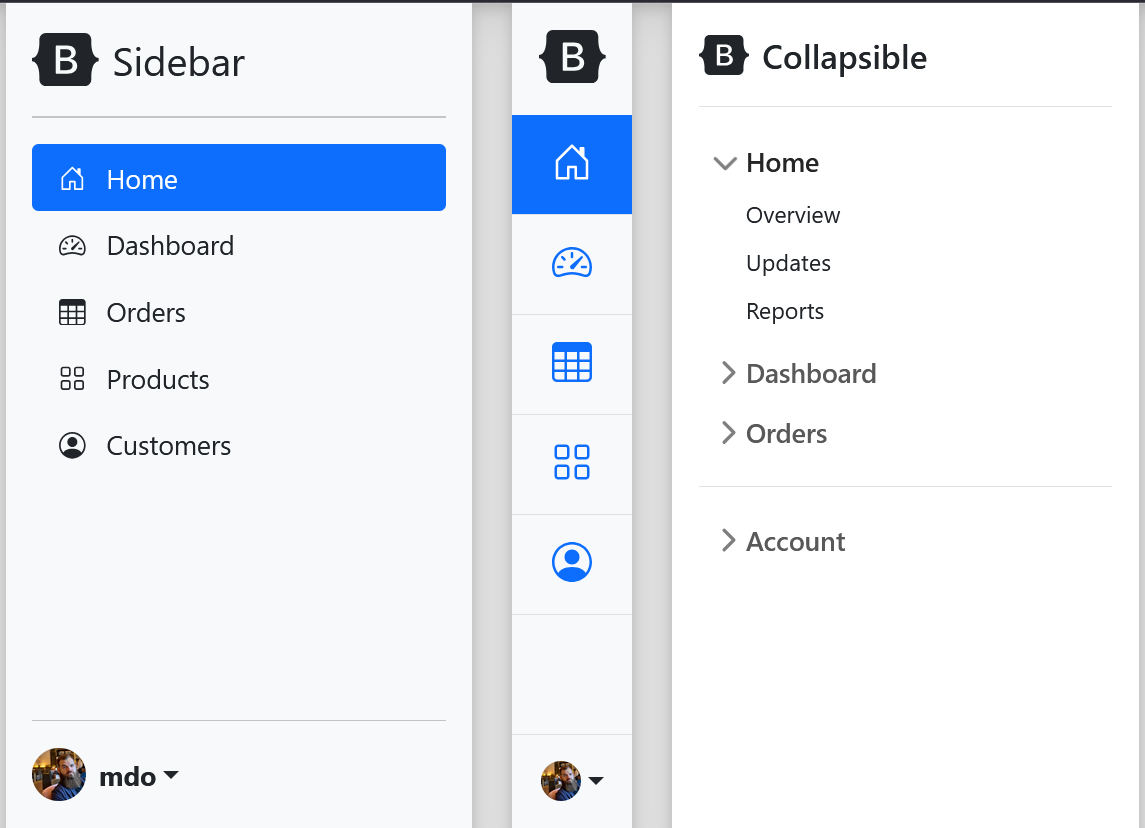 B Sidebar
Home
Dashboard
Orders
Products
Customers
mdo
B
B Collapsible
Home
Overview
Updates
Reports
Dashboard
Orders
Account